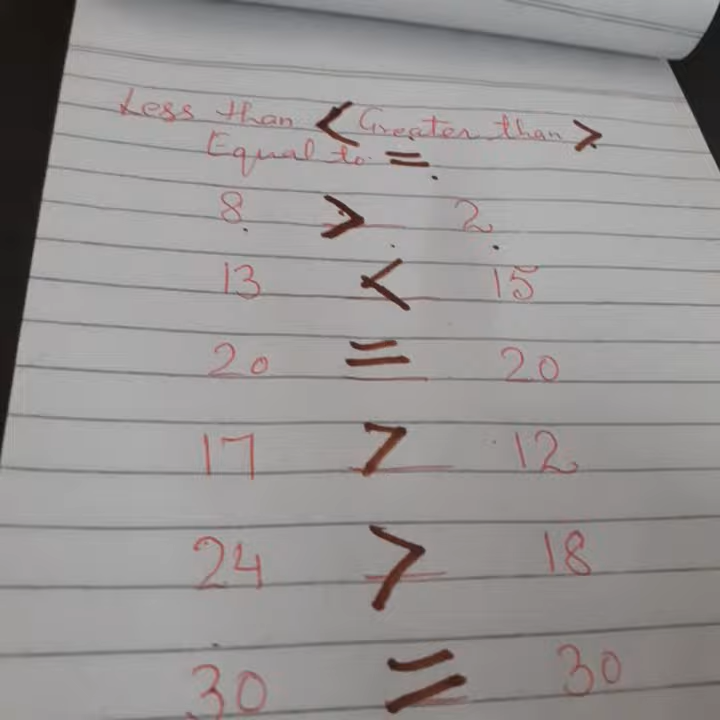 Less than < Greater than >
Equal to =.
8 > 2
13 < 15
20 = 20
17 > 12
24 > 18
30 = 30